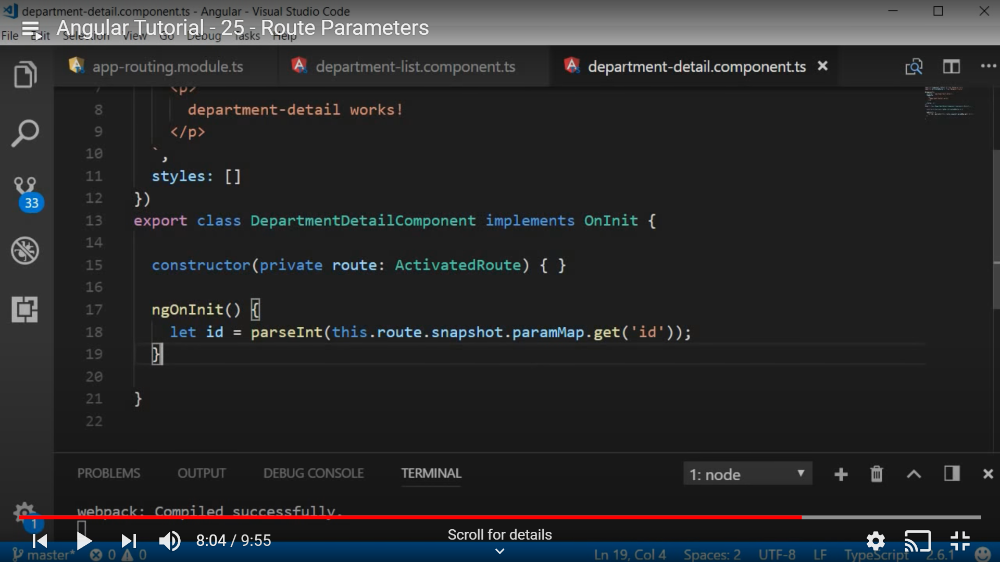 department-detail.component.ts - Angular - Visual Studio Code
Angular Tutorial - 25 - Route Parameters
File Edit Selection View Go Debug Tasks Help
app-routing.module.ts department-list.component.ts department-detail.component.ts
7 <p>
8 department-detail works!
9 </p>
10 `,
11 styles: []
12 })
13 export class DepartmentDetailComponent implements OnInit {
14
15 constructor(private route: ActivatedRoute) { }
16
17 ngOnInit() {
18 let id = parseInt(this.route.snapshot.paramMap.get('id'));
19 }
20
21 }
22
33
PROBLEMS OUTPUT DEBUG CONSOLE TERMINAL 1: node
webpack: Compiled successfully.
1
8:04 / 9:55 Scroll for details
master* 0 0 Ln 19, Col 4 Spaces: 2 UTF-8 LF TypeScript 2.6.1